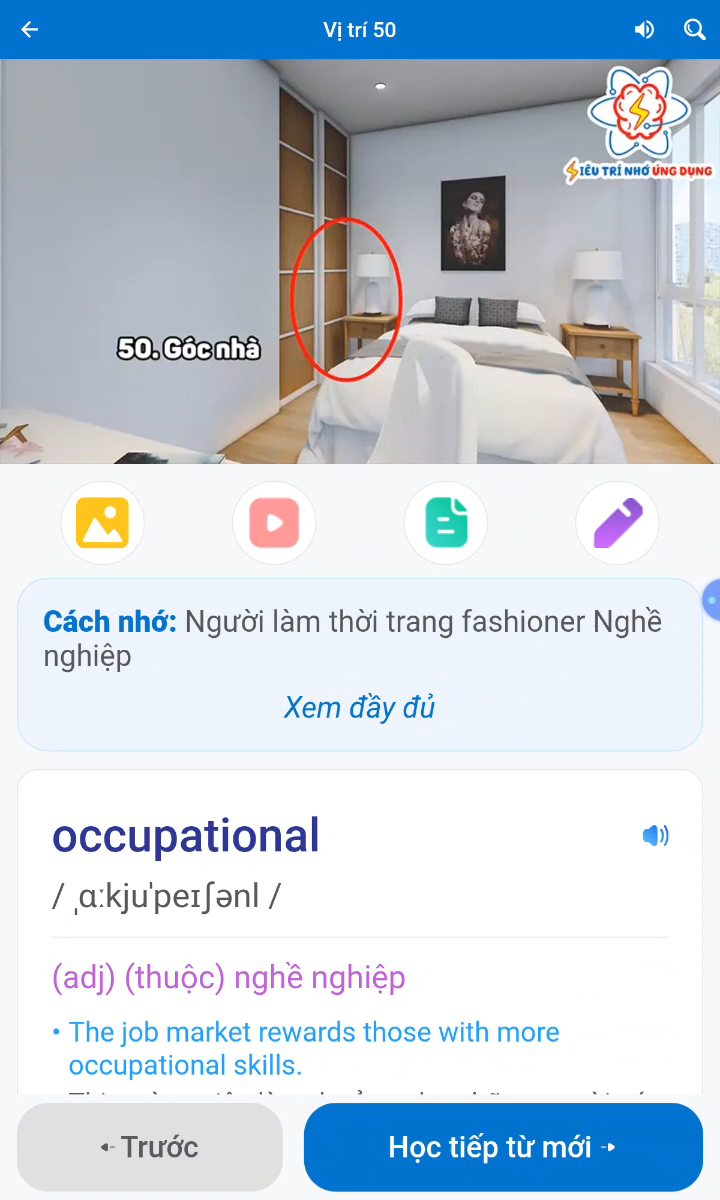 Vị trí 50
SIÊU TRÍ NHỚ ỨNG DỤNG
50. Góc nhà
Cách nhớ: Người làm thời trang fashioner Nghề
nghiệp
Xem đầy đủ
occupational
/ ˌɑːkjuˈpeɪʃənl /
(adj) (thuộc) nghề nghiệp
• The job market rewards those with more
occupational skills.
Trước
Học tiếp từ mới